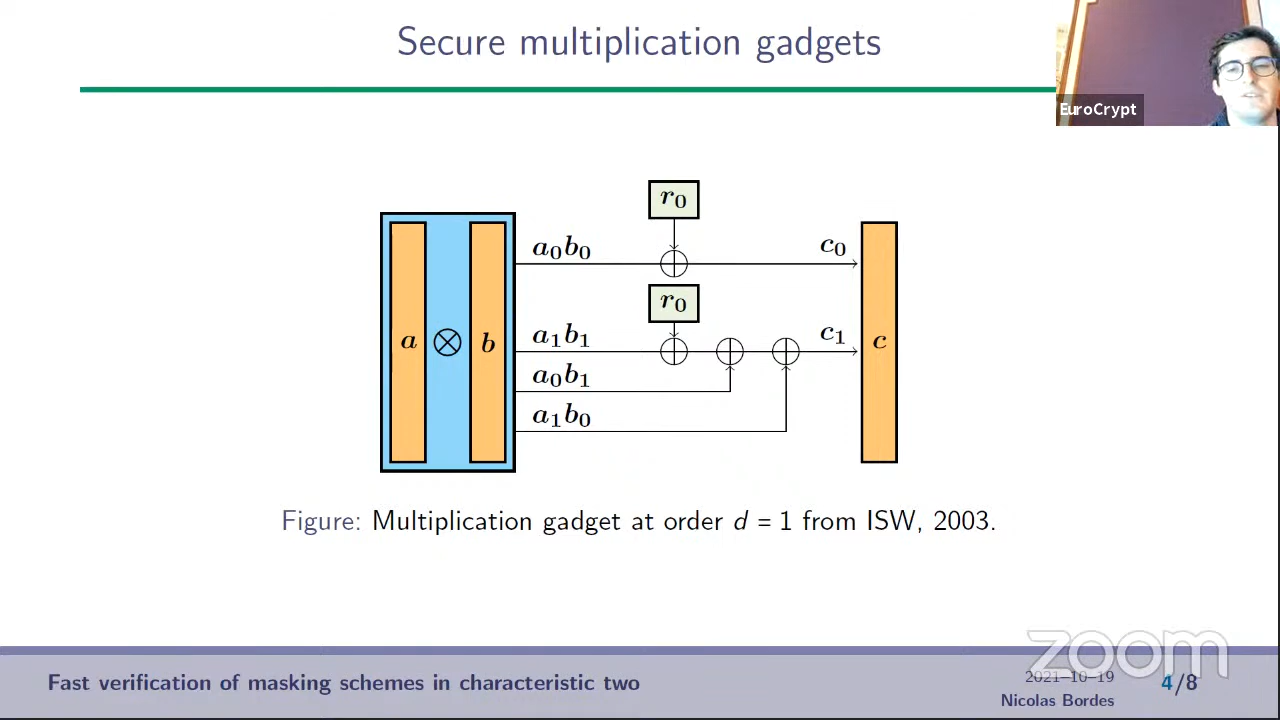 Secure multiplication gadgets
EuroCrypt
r0
a0b0
c0
r0
a1b1
c1
a
⊗
b
c
a0b1
a1b0
Figure: Multiplication gadget at order d = 1 from ISW, 2003.
zoom
Fast verification of masking schemes in characteristic two
2021–10–19
4/8
Nicolas Bordes